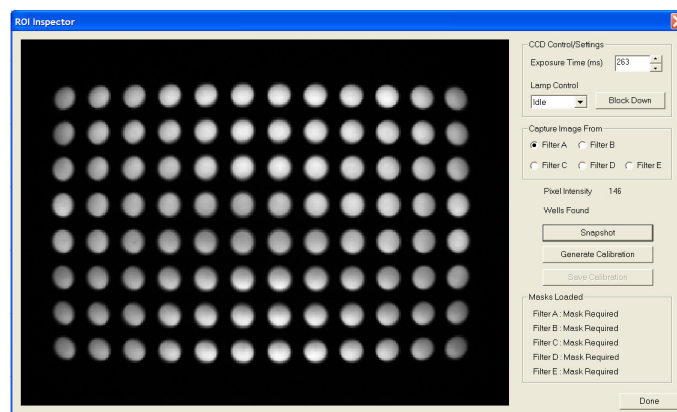 ROI Inspector
CCD Control/Settings
Exposure Time (ms) 263
Lamp Control
Idle Block Down
Capture Image From
Filter A Filter B
Filter C Filter D Filter E
Pixel Intensity 146
Wells Found
Snapshot
Generate Calibration
Save Calibration
Masks Loaded
Filter A : Mask Required
Filter B : Mask Required
Filter C : Mask Required
Filter D : Mask Required
Filter E : Mask Required
Done